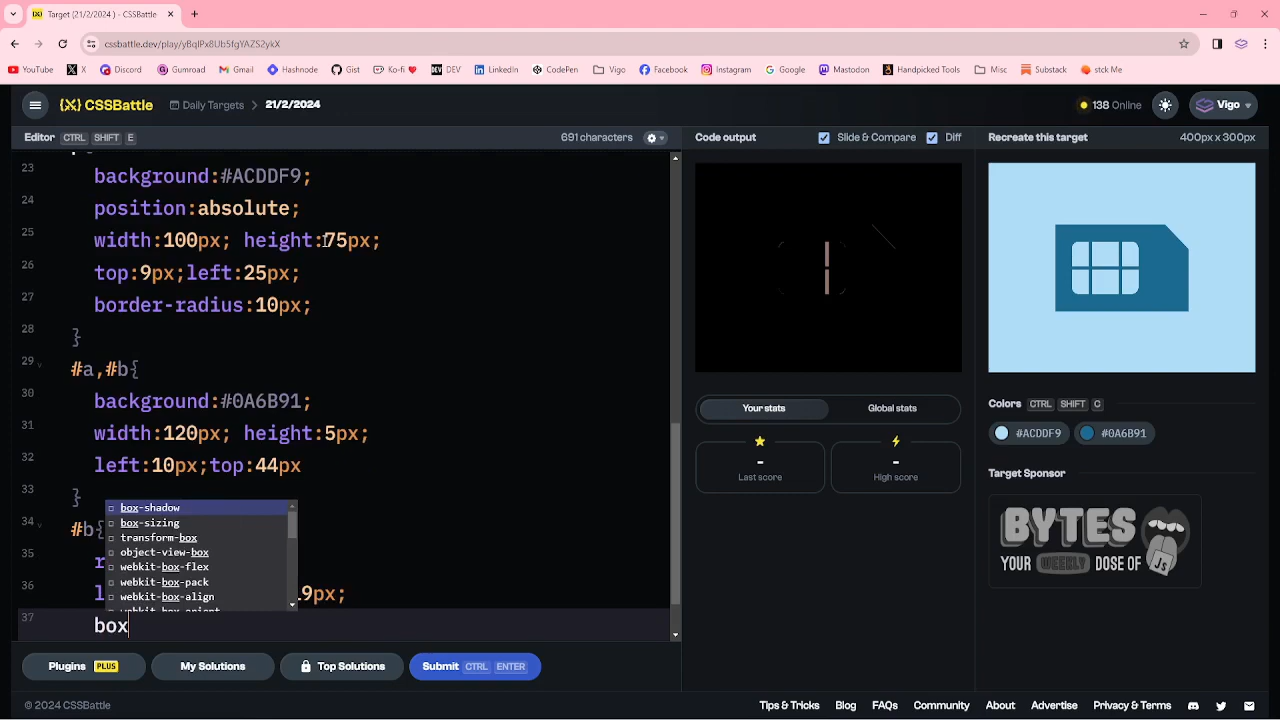 Target (21/2/2024 ) - CSSBattle
cssbattle.dev/play/yBqIPx8Ub5fgYAZS2ykX
YouTube X Discord Gumroad Gmail Hashnode Gist Ko-fi DEV LinkedIn CodePen Vigo Facebook Instagram Google Mastodon Handpicked Tools Misc Substack stck Me
{X} CSSBattle Daily Targets > 21/2/2024 138 Online Vigo
Editor CTRL SHIFT E 691 characters
Code output Slide & Compare Diff
Recreate this target 400px x 300px
23 background:#ACDDF9;
24 position:absolute;
25 width:100px; height:75px;
26 top:9px;left:25px;
27 border-radius:10px;
28 }
29 #a,#b{
30 background:#0A6B91;
31 width:120px; height:5px;
32 left:10px;top:44px
33 }
34 #b{
35
36 19px;
37 box
box-shadow
box-sizing
transform-box
object-view-box
webkit-box-flex
webkit-box-pack
webkit-box-align
webkit-box-orient
Your stats Global stats
- Last score
- High score
Colors CTRL SHIFT C
#ACDDF9 #0A6B91
Target Sponsor
BYTES
YOUR WEEKLY DOSE OF JS
Plugins PLUS My Solutions Top Solutions Submit CTRL ENTER
© 2024 CSSBattle
Tips & Tricks Blog FAQs Community About Advertise Privacy & Terms